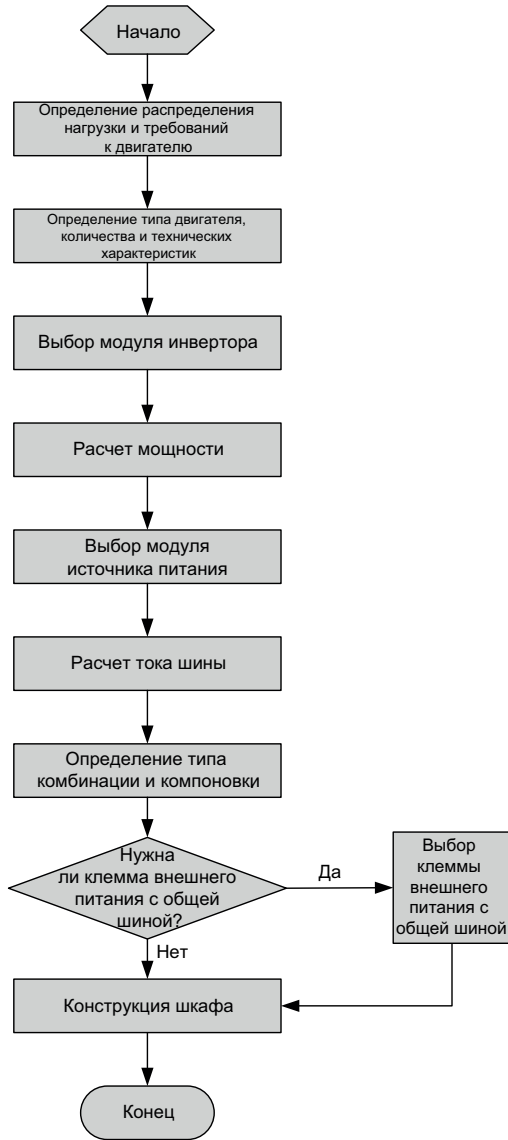 Начало
Определение распределения
нагрузки и требований
к двигателю
Определение типа двигателя,
количества и технических
характеристик
Выбор модуля инвертора
Расчет мощности
Выбор модуля
источника питания
Расчет тока шины
Определение типа
комбинации и компоновки
Нужна
ли клемма внешнего
питания с общей
шиной?
Да
Выбор
клеммы
внешнего
питания с
общей шиной
Нет
Конструкция шкафа
Конец